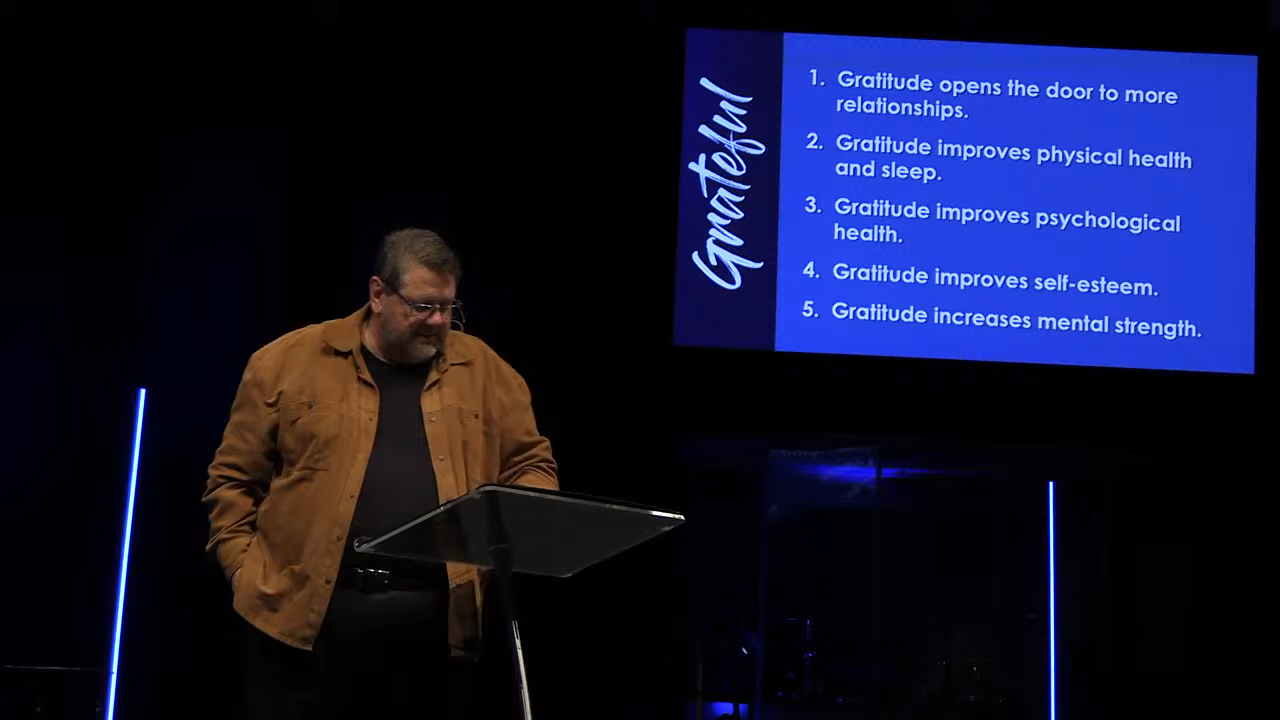 Grateful
1. Gratitude opens the door to more
relationships.
2. Gratitude improves physical health
and sleep.
3. Gratitude improves psychological
health.
4. Gratitude improves self-esteem.
5. Gratitude increases mental strength.